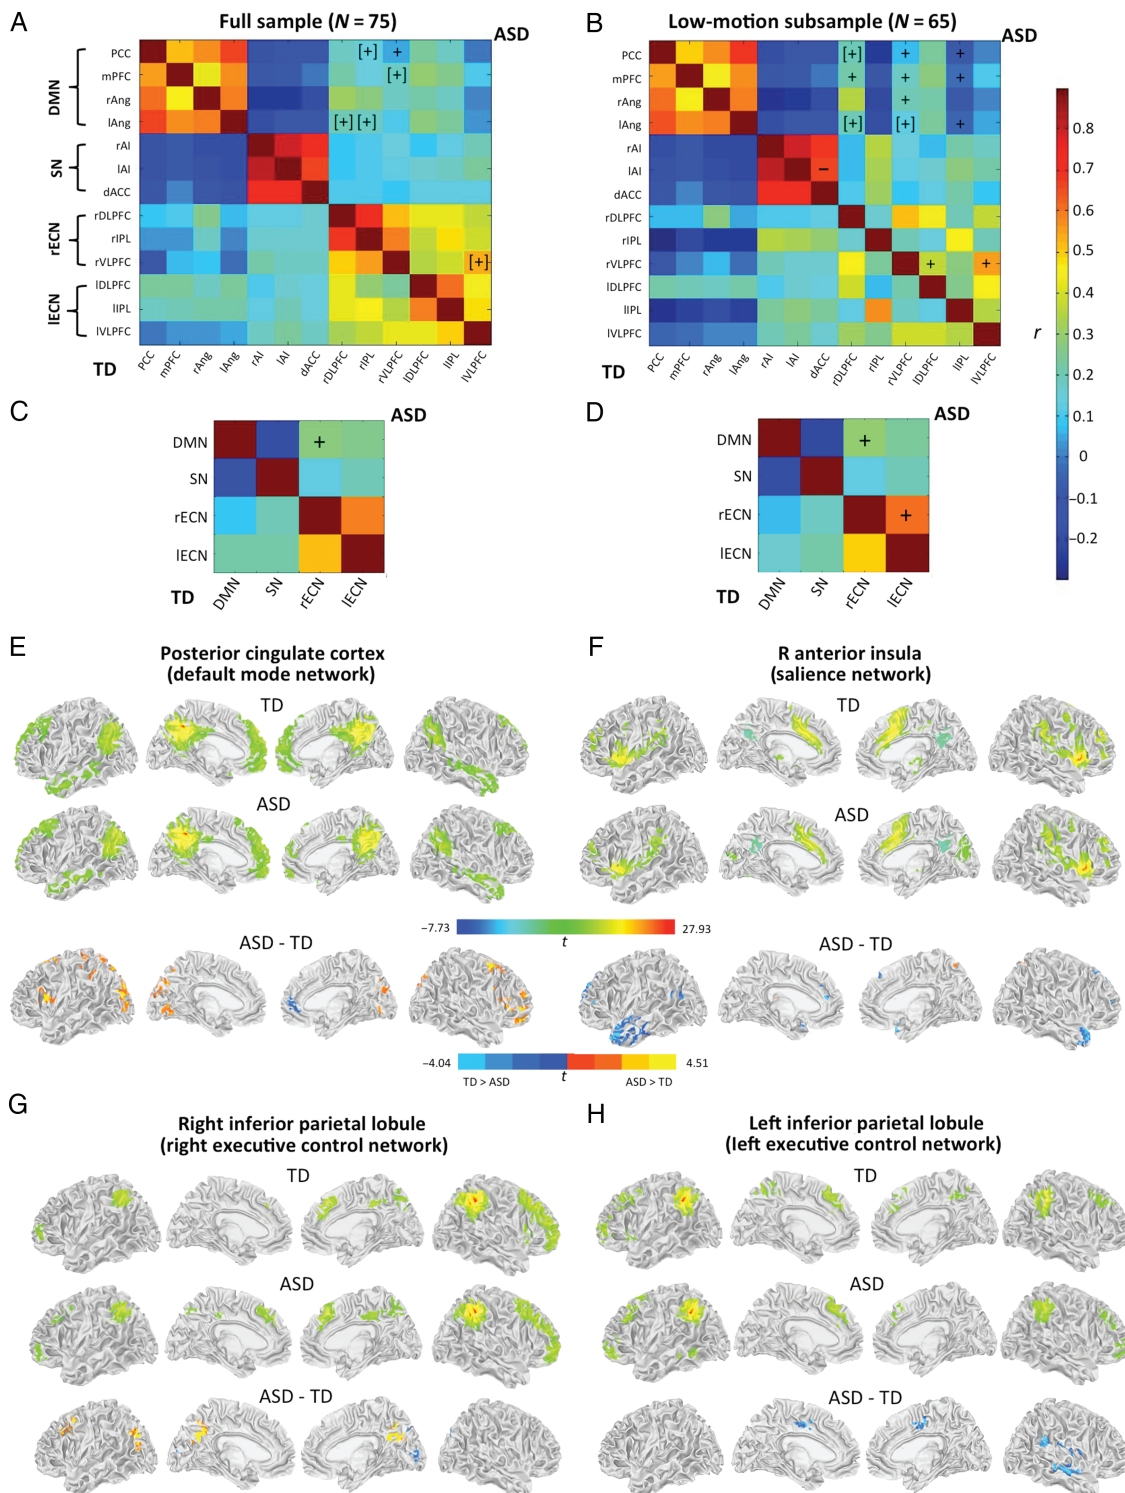 A
Full sample (N = 75)
ASD
DMN
SN
rECN
lECN
PCC
mPFC
rAng
lAng
rAI
lAI
dACC
rDLPFC
rIPL
rVLPFC
lDLPFC
lIPL
lVLPFC
[+] +
[+]
[+] [+]
[+]
TD
PCC mPFC rAng lAng rAI lAI dACC rDLPFC rIPL rVLPFC lDLPFC lIPL lVLPFC
B
Low-motion subsample (N = 65)
ASD
PCC
mPFC
rAng
lAng
rAI
lAI
dACC
rDLPFC
rIPL
rVLPFC
lDLPFC
lIPL
lVLPFC
[+] + +
+ + +
+
[+] [+] +
−
+ +
TD
PCC mPFC rAng lAng rAI lAI dACC rDLPFC rIPL rVLPFC lDLPFC lIPL lVLPFC
r
0.8
0.7
0.6
0.5
0.4
0.3
0.2
0.1
0
−0.1
−0.2
C
ASD
DMN
SN
rECN
lECN
+
TD
DMN SN rECN lECN
D
ASD
DMN
SN
rECN
lECN
+
+
TD
DMN SN rECN lECN
E
Posterior cingulate cortex
(default mode network)
TD
ASD
ASD - TD
F
R anterior insula
(salience network)
TD
ASD
ASD - TD
−7.73 27.93
t
−4.04 4.51
TD > ASD t ASD > TD
G
Right inferior parietal lobule
(right executive control network)
TD
ASD
ASD - TD
H
Left inferior parietal lobule
(left executive control network)
TD
ASD
ASD - TD